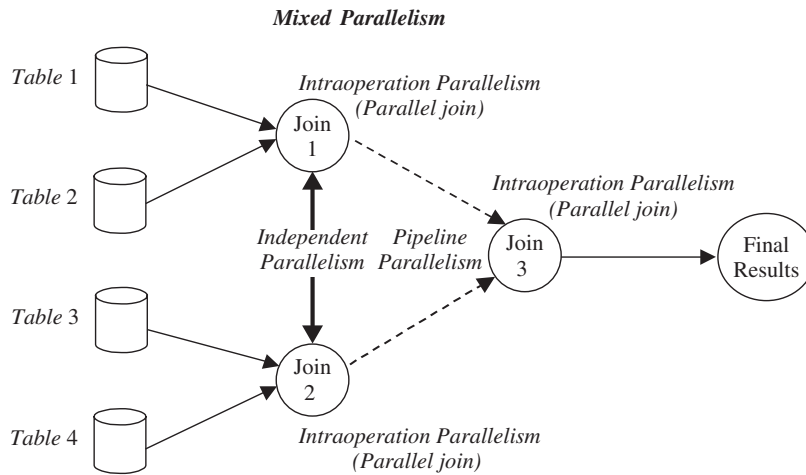 Mixed Parallelism
Table 1
Intraoperation Parallelism
(Parallel join)
Join
1
Table 2
Intraoperation Parallelism
(Parallel join)
Independent
Parallelism
Pipeline
Parallelism
Join
3
Final
Results
Table 3
Join
2
Table 4
Intraoperation Parallelism
(Parallel join)